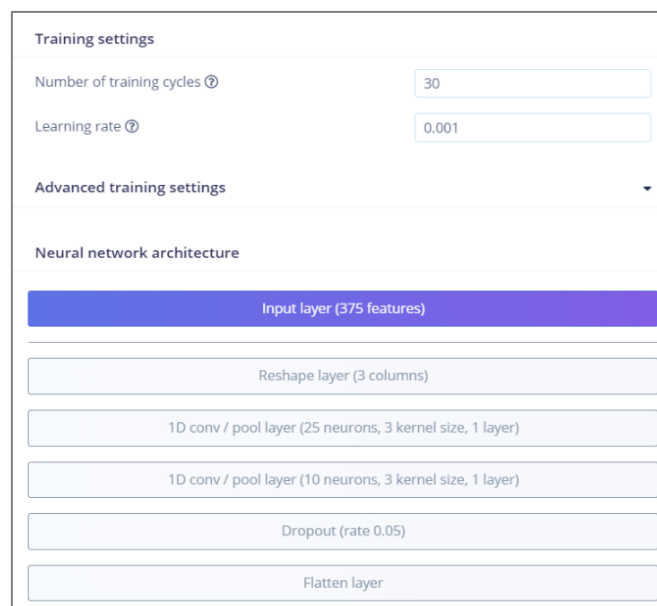 Training settings
Number of training cycles ?
30
Learning rate ?
0.001
Advanced training settings
Neural network architecture
Input layer (375 features)
Reshape layer (3 columns)
1D conv / pool layer (25 neurons, 3 kernel size, 1 layer)
1D conv / pool layer (10 neurons, 3 kernel size, 1 layer)
Dropout (rate 0.05)
Flatten layer